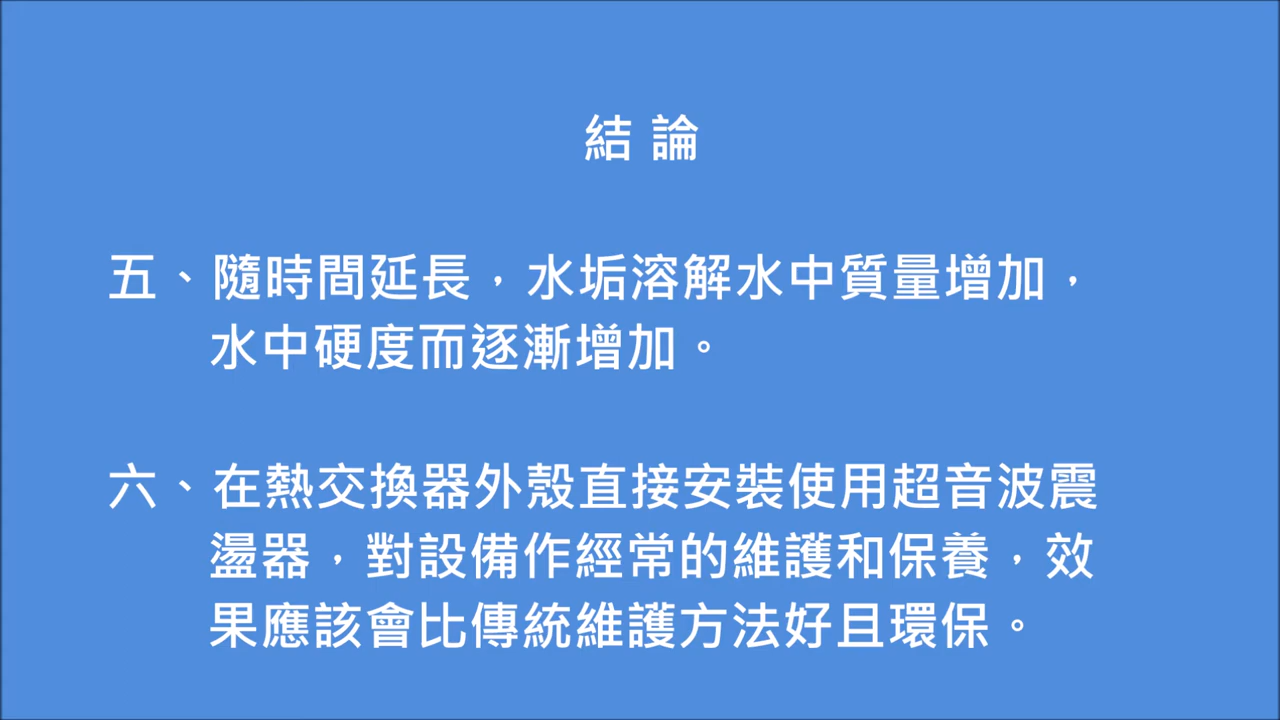 結論
五、隨時間延長，水垢溶解水中質量增加，
水中硬度而逐漸增加。
六、在熱交換器外殼直接安裝使用超音波震
盪器，對設備作經常的維護和保養，效
果應該會比傳統維護方法好且環保。